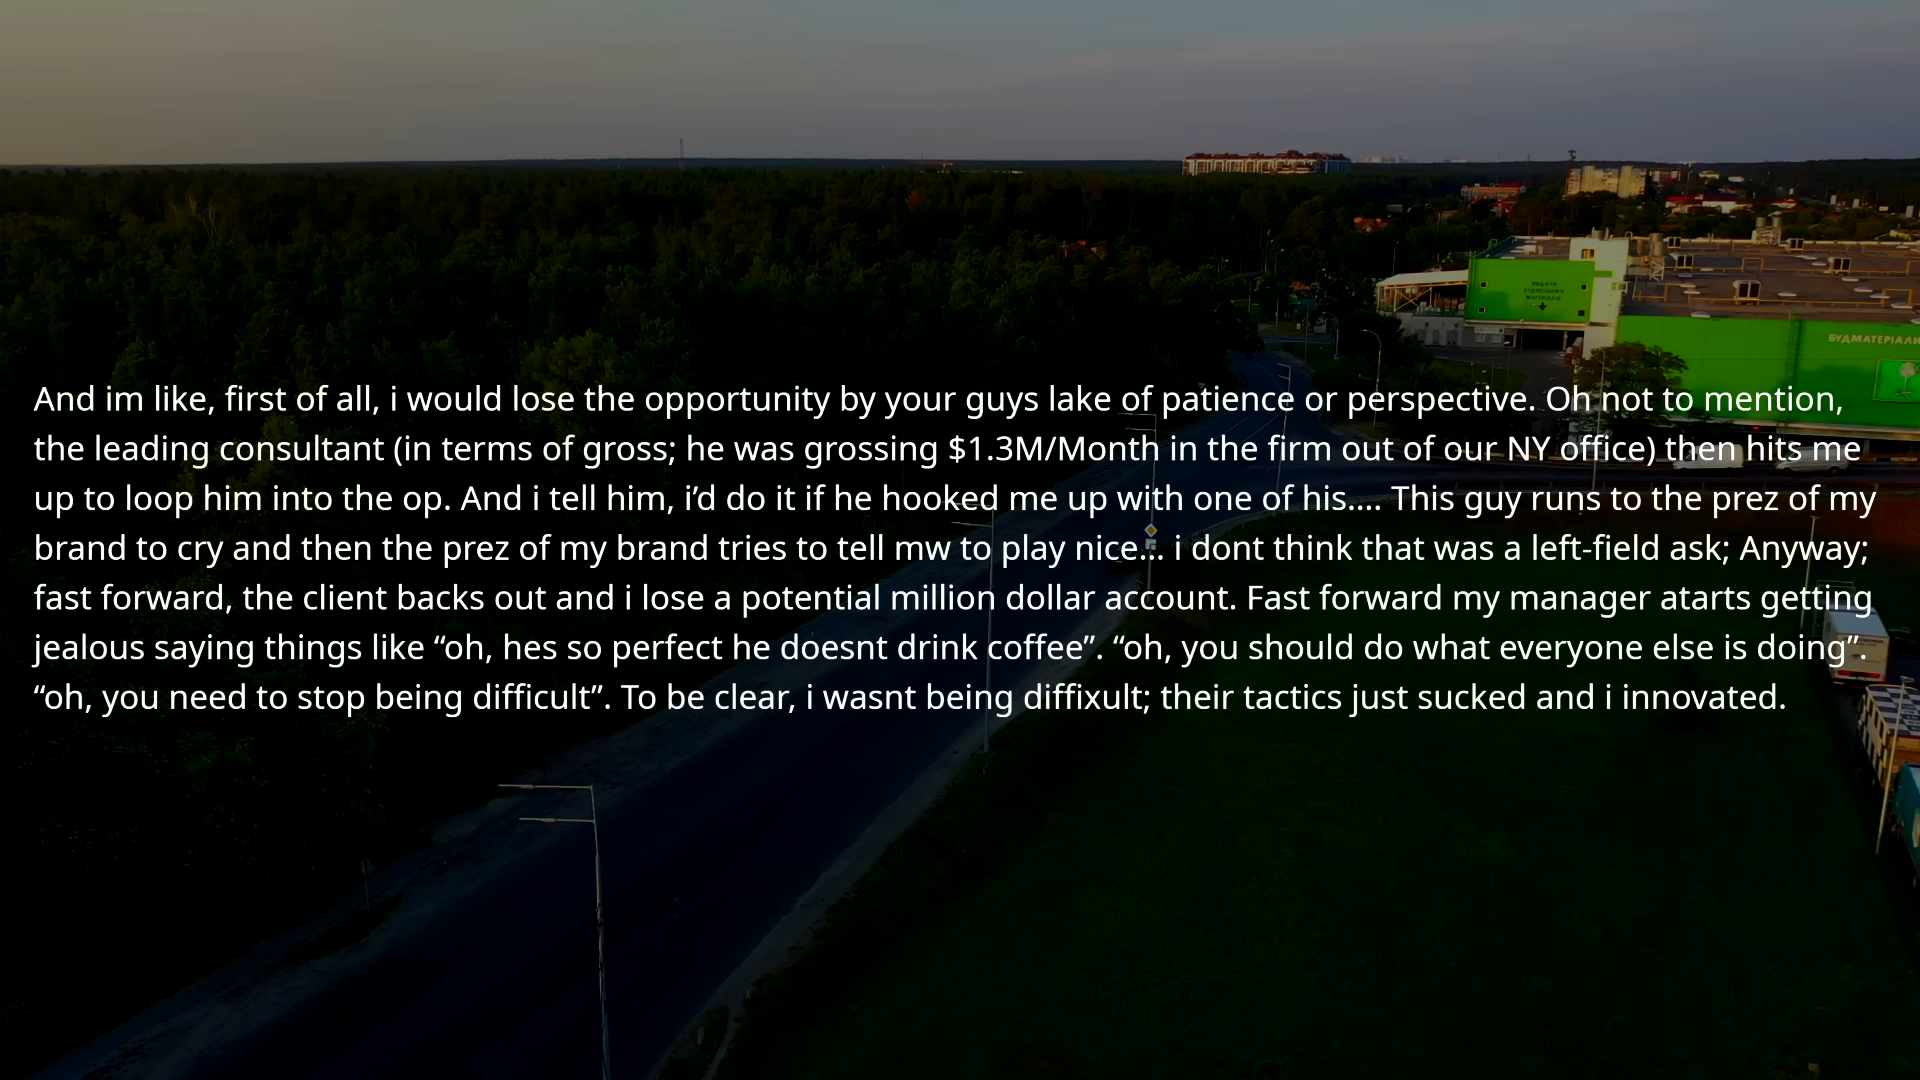 ВИДАЧА
БУДІВЕЛЬНИХ
МАТЕРІАЛІВ
БУДМАТЕРІАЛИ
And im like, first of all, i would lose the opportunity by your guys lake of patience or perspective. Oh not to mention,
the leading consultant (in terms of gross; he was grossing $1.3M/Month in the firm out of our NY office) then hits me
up to loop him into the op. And i tell him, i’d do it if he hooked me up with one of his.... This guy runs to the prez of my
brand to cry and then the prez of my brand tries to tell mw to play nice... i dont think that was a left-field ask; Anyway;
fast forward, the client backs out and i lose a potential million dollar account. Fast forward my manager atarts getting
jealous saying things like “oh, hes so perfect he doesnt drink coffee”. “oh, you should do what everyone else is doing”.
“oh, you need to stop being difficult”. To be clear, i wasnt being diffixult; their tactics just sucked and i innovated.